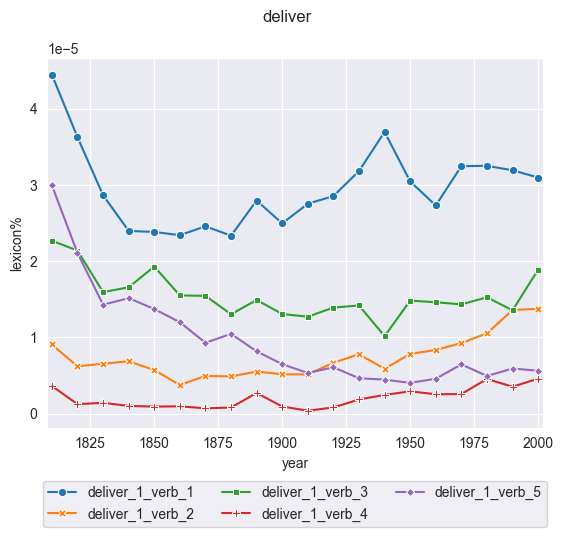 deliver
1e−5
4
3
2
1
0
lexicon%
1825 1850 1875 1900 1925 1950 1975 2000
year
deliver_1_verb_1 deliver_1_verb_3 deliver_1_verb_5
deliver_1_verb_2 deliver_1_verb_4